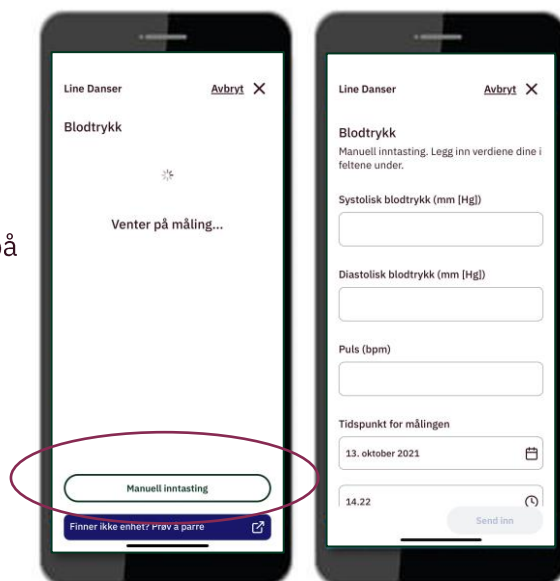 på
Line Danser Avbryt
Blodtrykk
Venter på måling...
Manuell inntasting
Finner ikke enhet? Prøv å parre
Line Danser Avbryt
Blodtrykk
Manuell inntasting. Legg inn verdiene dine i
feltene under.
Systolisk blodtrykk (mm [Hg])
Diastolisk blodtrykk (mm [Hg])
Puls (bpm)
Tidspunkt for målingen
13. oktober 2021
14.22
Send inn